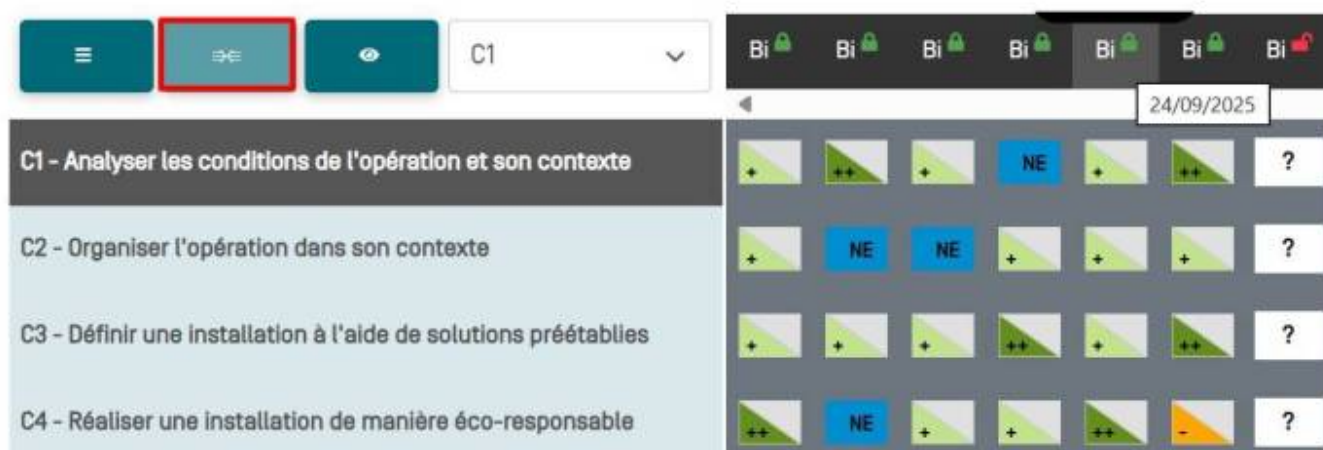 C1
Bi Bi Bi Bi Bi Bi Bi
24/09/2025
C1 - Analyser les conditions de l'opération et son contexte
+ ++ + NE + ++ ?
C2 - Organiser l'opération dans son contexte
+ NE NE + + + ?
C3 - Définir une installation à l'aide de solutions préétablies
+ + + ++ + ++ ?
C4 - Réaliser une installation de manière éco-responsable
++ NE + + ++ - ?